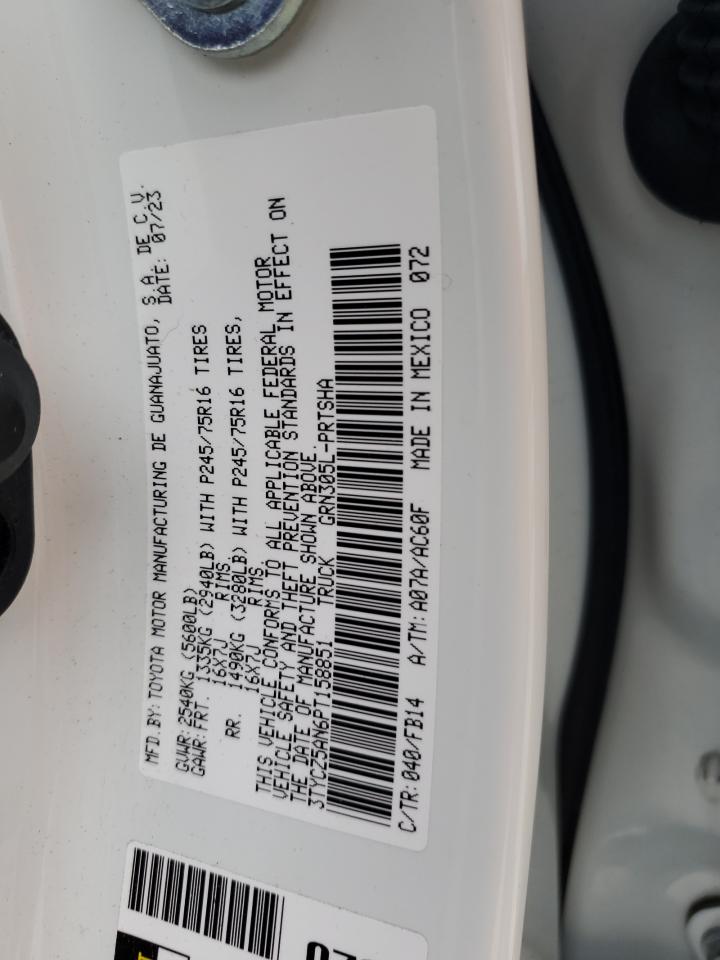 MFD.BY: TOYOTA MOTOR MANUFACTURING DE GUANAJUATO, S.A. DE C.V.
DATE: 07/23
GVWR: 2540KG (5600LB)
GAWR: FRT. 1335KG (2940LB) WITH P245/75R16 TIRES
16X7J RIMS,
RR. 1490KG (3280LB) WITH P245/75R16 TIRES,
16X7J RIMS.
THIS VEHICLE CONFORMS TO ALL APPLICABLE FEDERAL MOTOR
VEHICLE SAFETY AND THEFT PREVENTION STANDARDS IN EFFECT ON
THE DATE OF MANUFACTURE SHOWN ABOVE.
3TYCZ5AN6PT158851 TRUCK GRN305L-PRTSHA
C/TR: 040/FB14 A/TM: A07A/AC60F MADE IN MEXICO 072